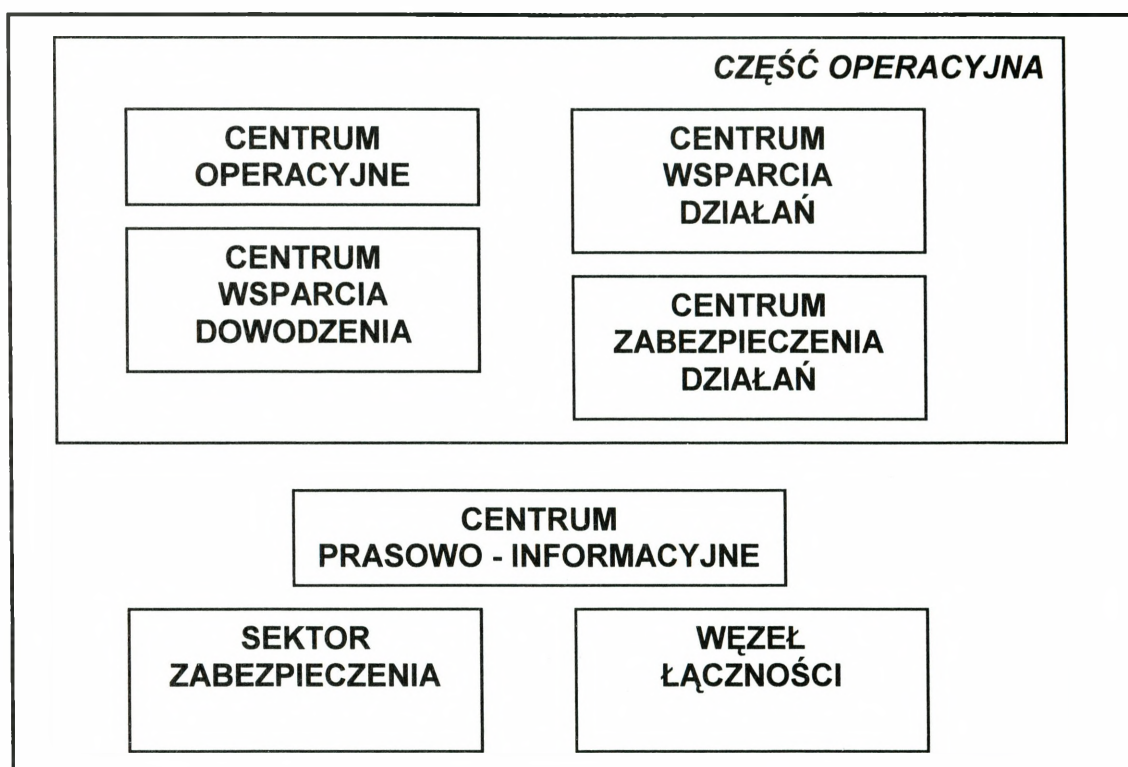 CZĘŚĆ OPERACYJNA
CENTRUM
OPERACYJNE
CENTRUM
WSPARCIA
DZIAŁAŃ
CENTRUM
WSPARCIA
DOWODZENIA
CENTRUM
ZABEZPIECZENIA
DZIAŁAŃ
CENTRUM
PRASOWO - INFORMACYJNE
SEKTOR
ZABEZPIECZENIA
WĘZEŁ
ŁĄCZNOŚCI